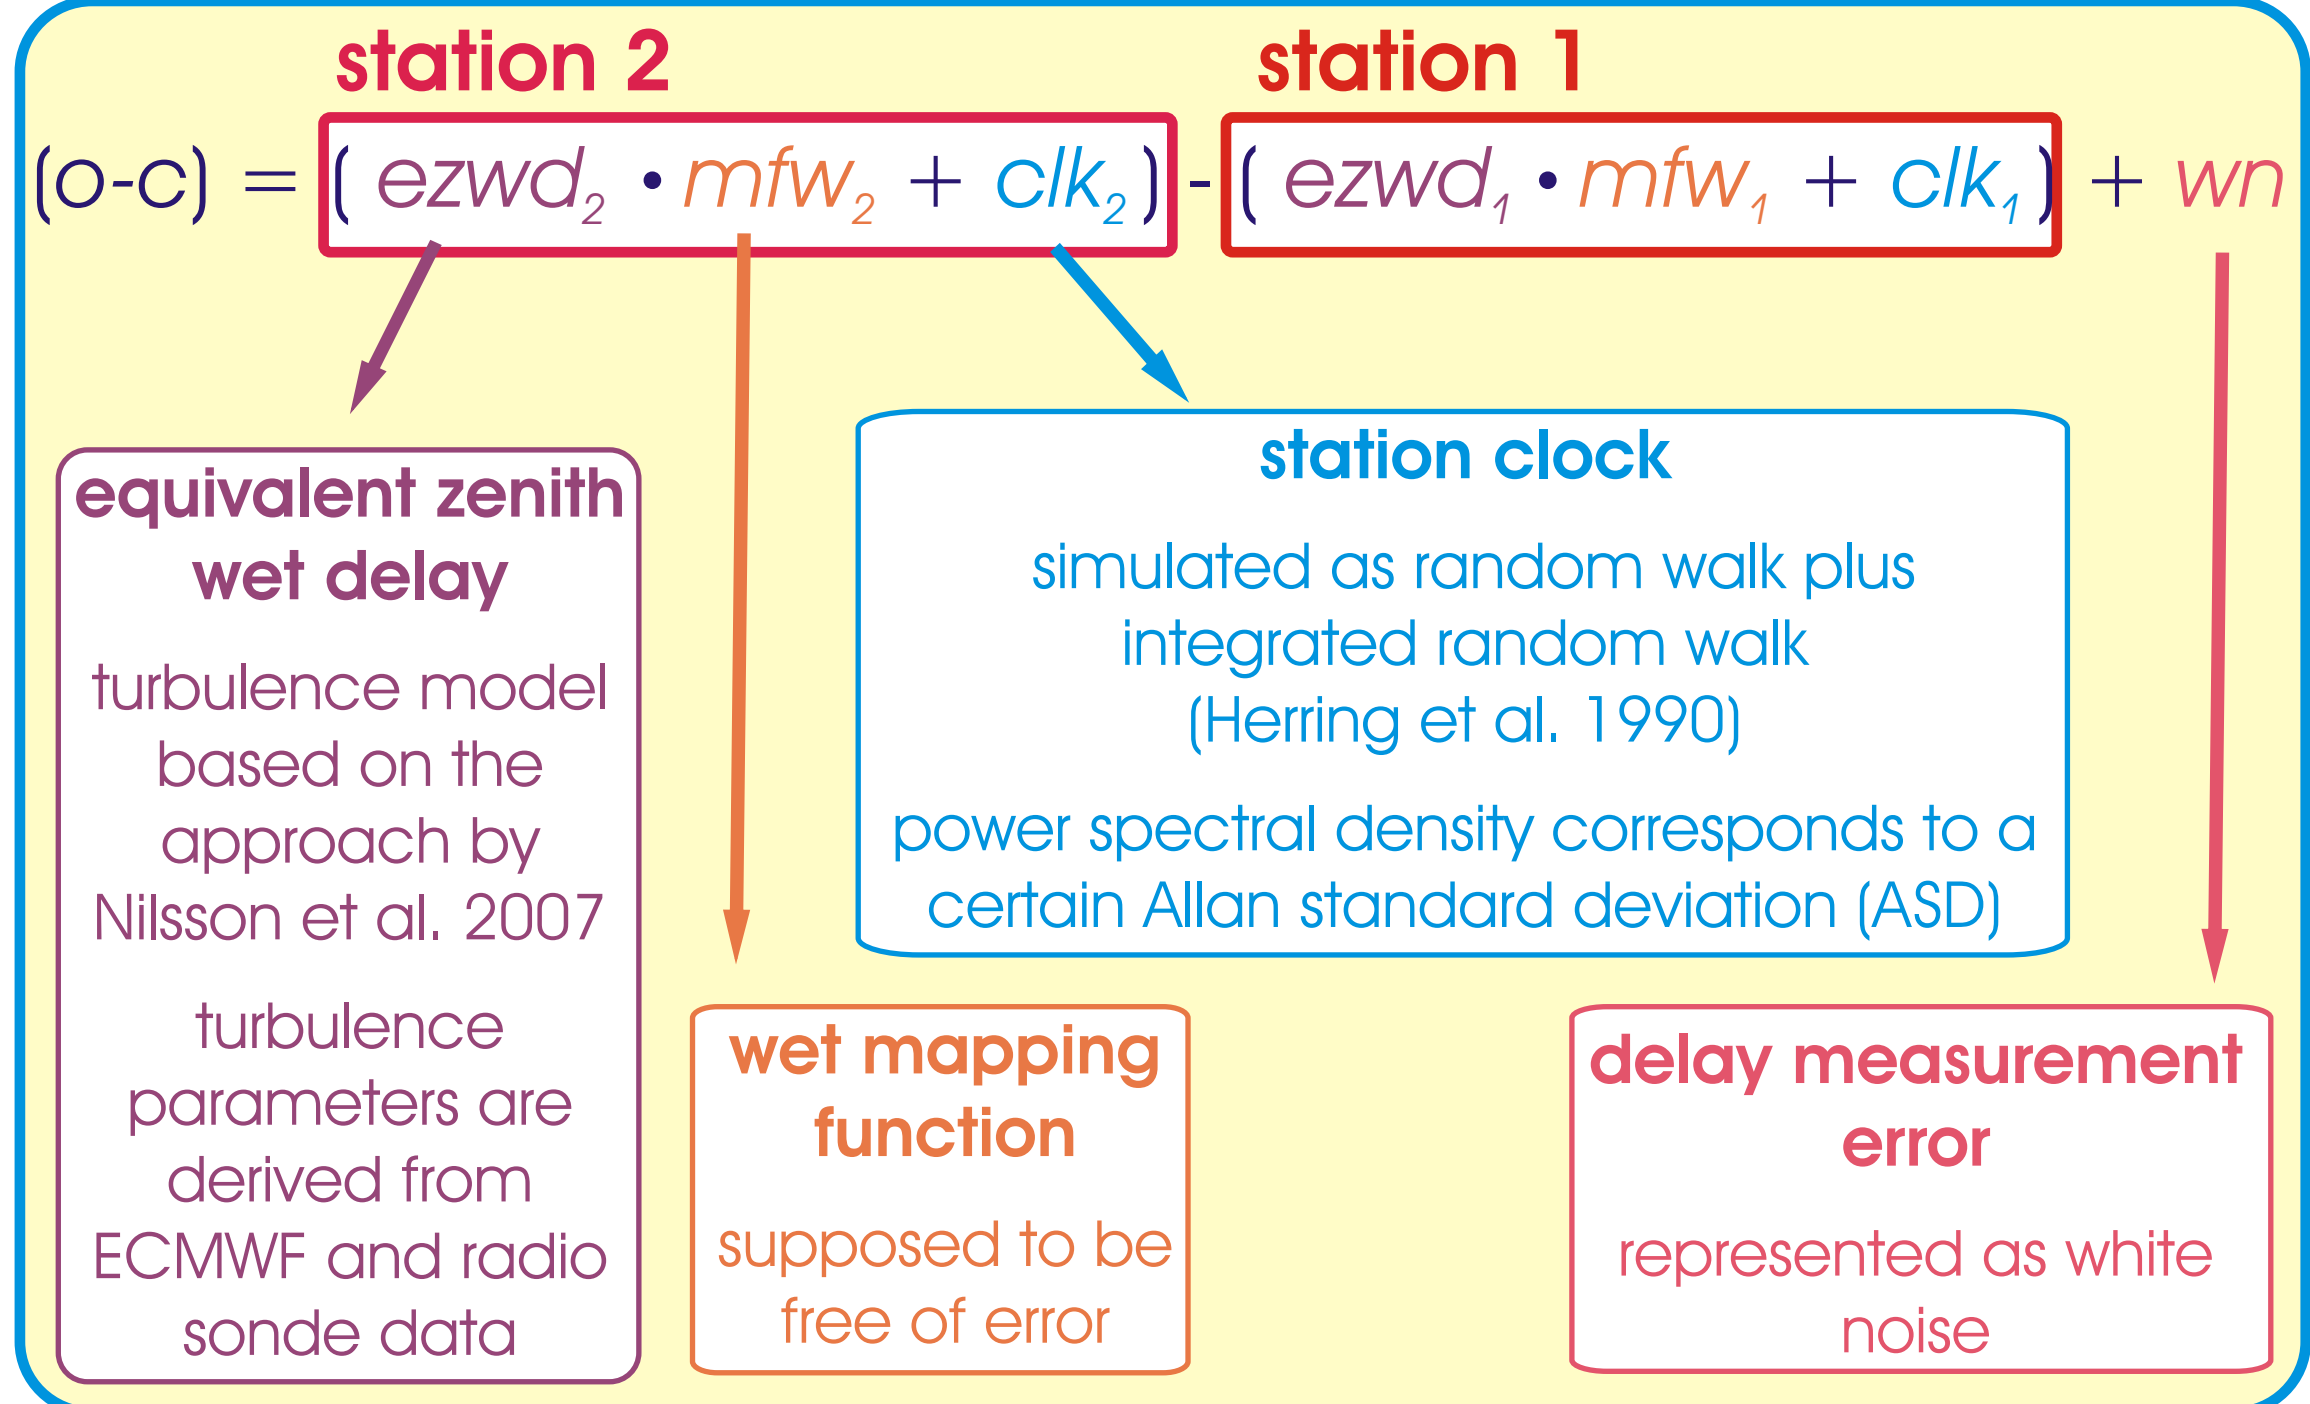 station 2 station 1
(o-c) = ( ezwd₂ · mfw₂ + clk₂ ) - ( ezwd₁ · mfw₁ + clk₁ ) + wn
equivalent zenith
wet delay
turbulence model
based on the
approach by
Nilsson et al. 2007
turbulence
parameters are
derived from
ECMWF and radio
sonde data
station clock
simulated as random walk plus
integrated random walk
(Herring et al. 1990)
power spectral density corresponds to a
certain Allan standard deviation (ASD)
wet mapping
function
supposed to be
free of error
delay measurement
error
represented as white
noise